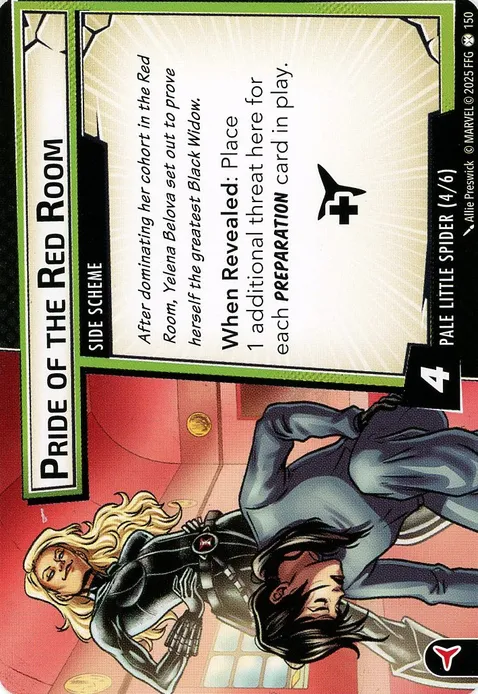 PRIDE OF THE RED ROOM
SIDE SCHEME
After dominating her cohort in the Red
Room, Yelena Belova set out to prove
herself the greatest Black Widow.
When Revealed: Place
1 additional threat here for
each PREPARATION card in play.
4
PALE LITTLE SPIDER (4/6)
Allie Preswick © MARVEL © 2025 FFG 150